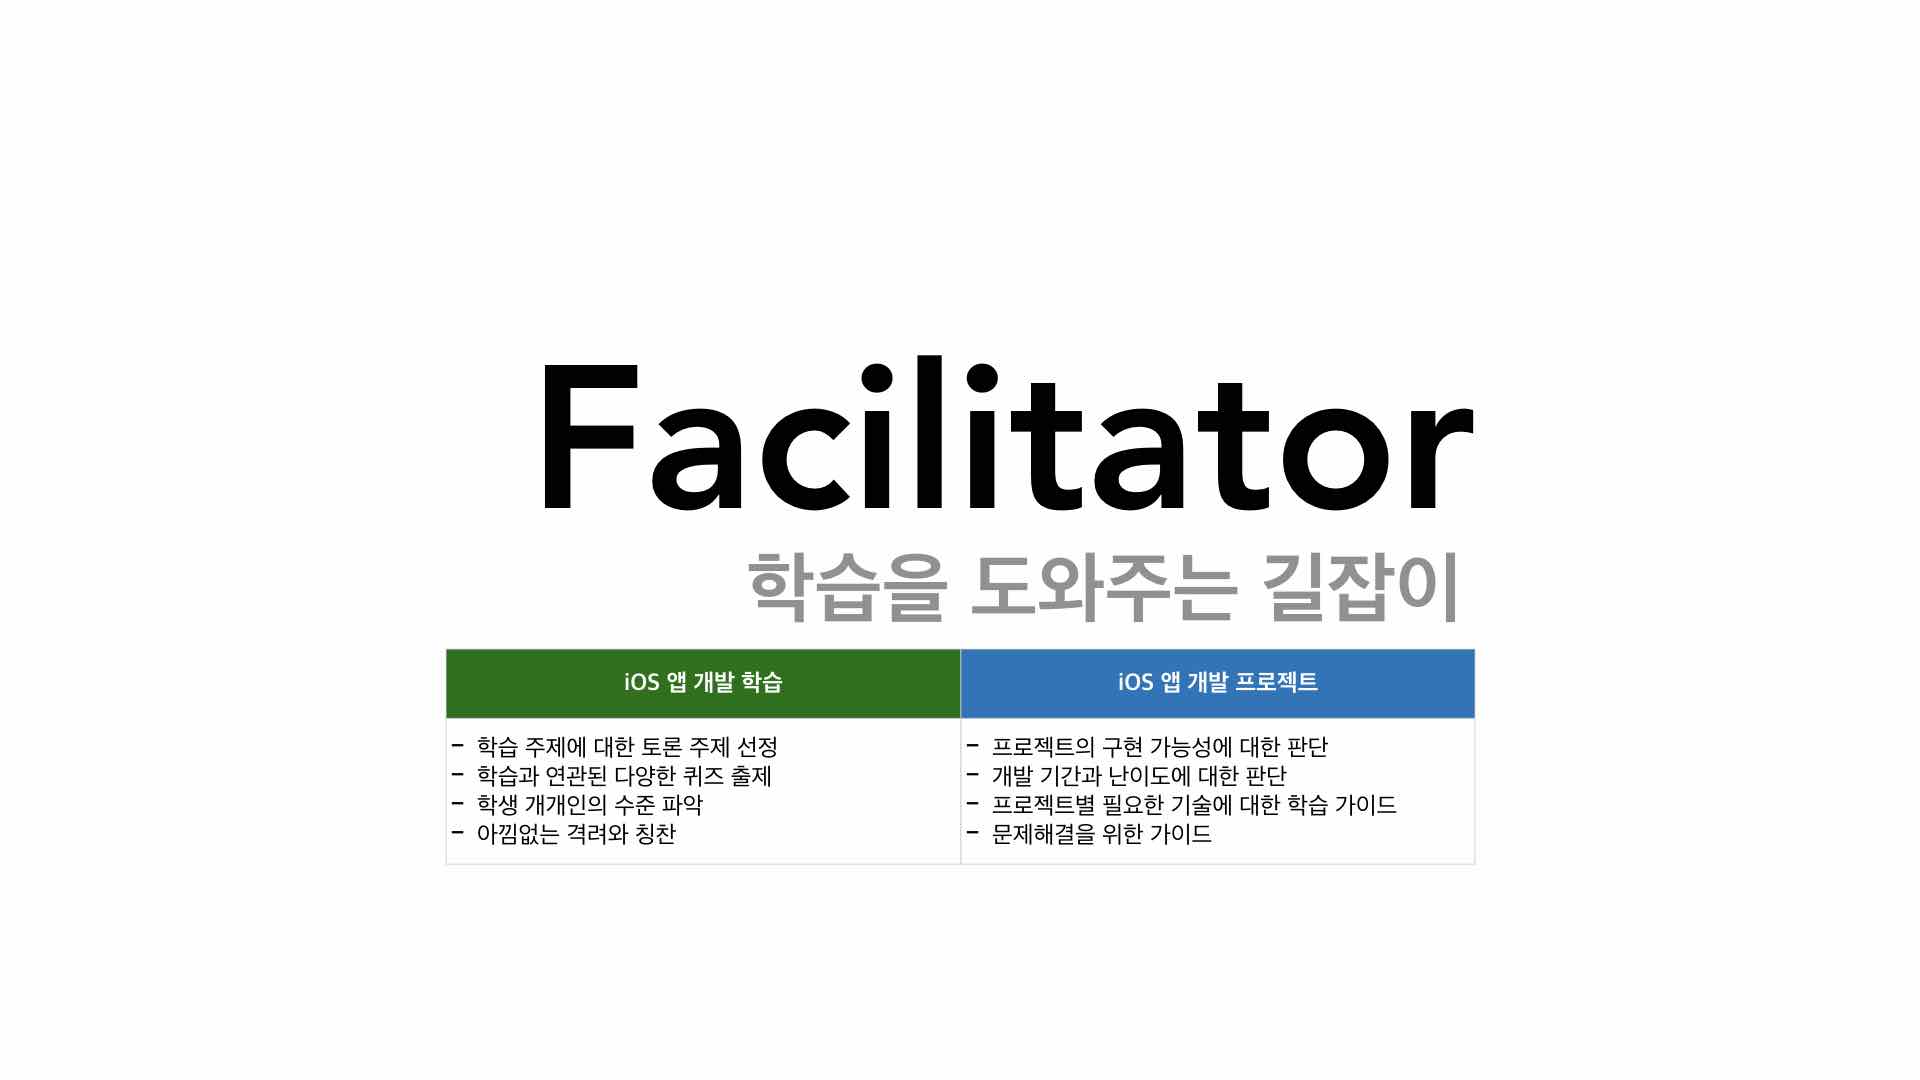 Facilitator
학습을 도와주는 길잡이
iOS 앱 개발 학습
- 학습 주제에 대한 토론 주제 선정
- 학습과 연관된 다양한 퀴즈 출제
- 학생 개개인의 수준 파악
- 아낌없는 격려와 칭찬
iOS 앱 개발 프로젝트
- 프로젝트의 구현 가능성에 대한 판단
- 개발 기간과 난이도에 대한 판단
- 프로젝트별 필요한 기술에 대한 학습 가이드
- 문제해결을 위한 가이드